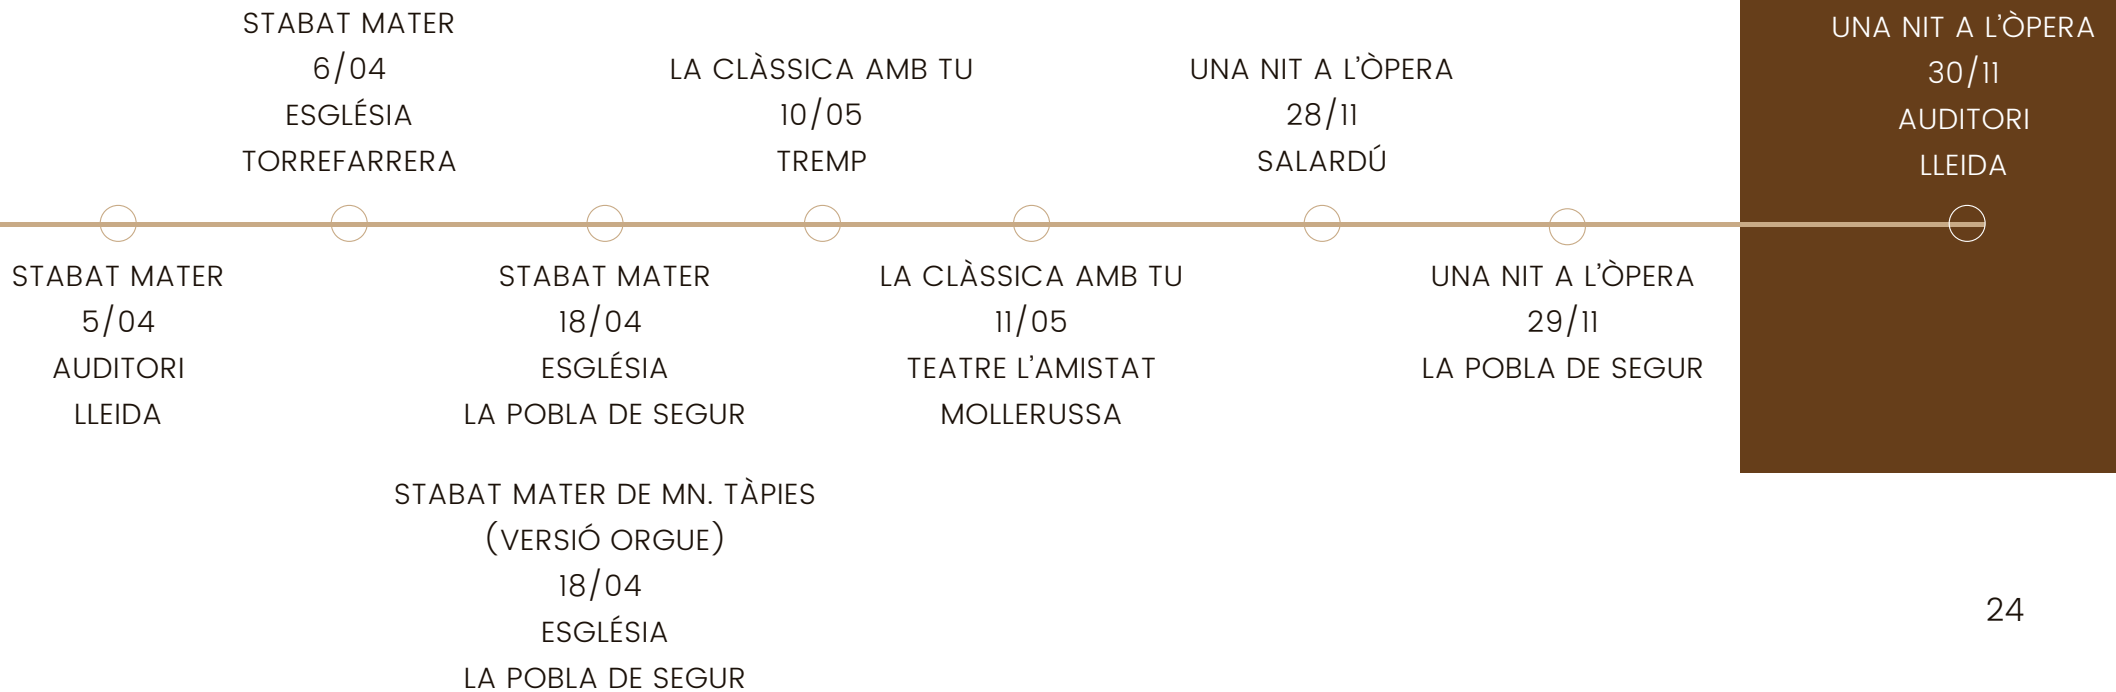 STABAT MATER
6/04
ESGLÉSIA
TORREFARRERA
LA CLÀSSICA AMB TU
10/05
TREMP
UNA NIT A L'ÒPERA
28/11
SALARDÚ
UNA NIT A L'ÒPERA
30/11
AUDITORI
LLEIDA
STABAT MATER
5/04
AUDITORI
LLEIDA
STABAT MATER
18/04
ESGLÉSIA
LA POBLA DE SEGUR
LA CLÀSSICA AMB TU
11/05
TEATRE L'AMISTAT
MOLLERUSSA
UNA NIT A L'ÒPERA
29/11
LA POBLA DE SEGUR
STABAT MATER DE MN. TÀPIES
(VERSIÓ ORGUE)
18/04
ESGLÉSIA
LA POBLA DE SEGUR
24